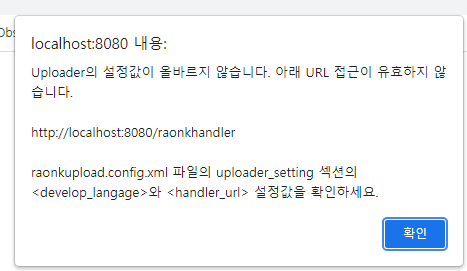 Obs
localhost:8080 내용:
Uploader의 설정값이 올바르지 않습니다. 아래 URL 접근이 유효하지 않
습니다.
http://localhost:8080/raonkhandler
raonkupload.config.xml 파일의 uploader_setting 섹션의
<develop_langage>와 <handler_url> 설정값을 확인하세요.
확인